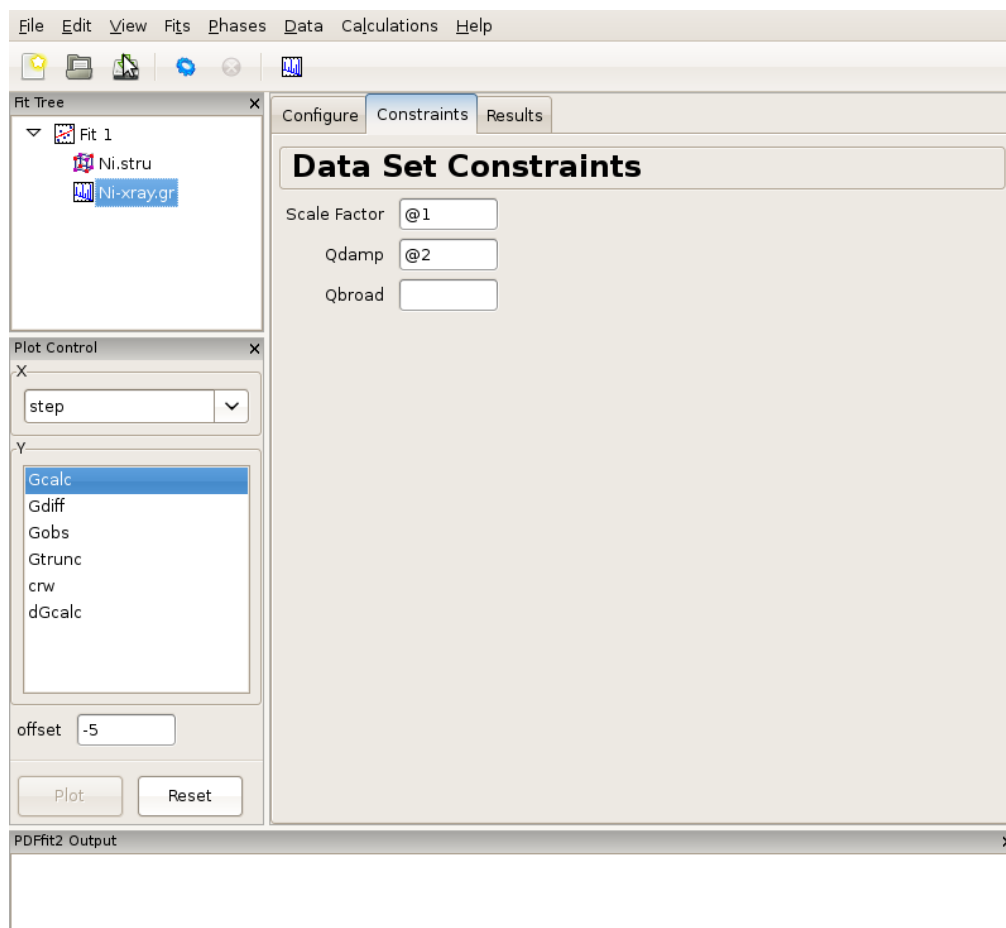 File Edit View Fits Phases Data Calculations Help
Fit Tree
Fit 1
Ni.stru
Ni-xray.gr
Configure Constraints Results
Data Set Constraints
Scale Factor @1
Qdamp @2
Qbroad
Plot Control
X
step
Y
Gcalc
Gdiff
Gobs
Gtrunc
crw
dGcalc
offset -5
Plot Reset
PDFfit2 Output